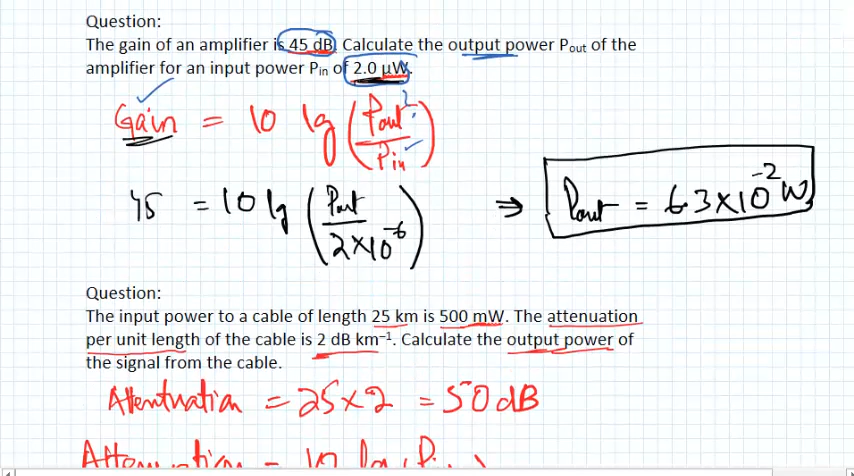 Question:
The gain of an amplifier is 45 dB. Calculate the output power Pout of the
amplifier for an input power Pin of 2.0 µW.
Gain = 10 lg (Pout?/Pin)
45 = 10 lg (Pout/2×10^-6) ⇒ Pout = 6.3×10^-2 W
Question:
The input power to a cable of length 25 km is 500 mW. The attenuation
per unit length of the cable is 2 dB km⁻¹. Calculate the output power of
the signal from the cable.
Attentuation = 25×2 = 50 dB